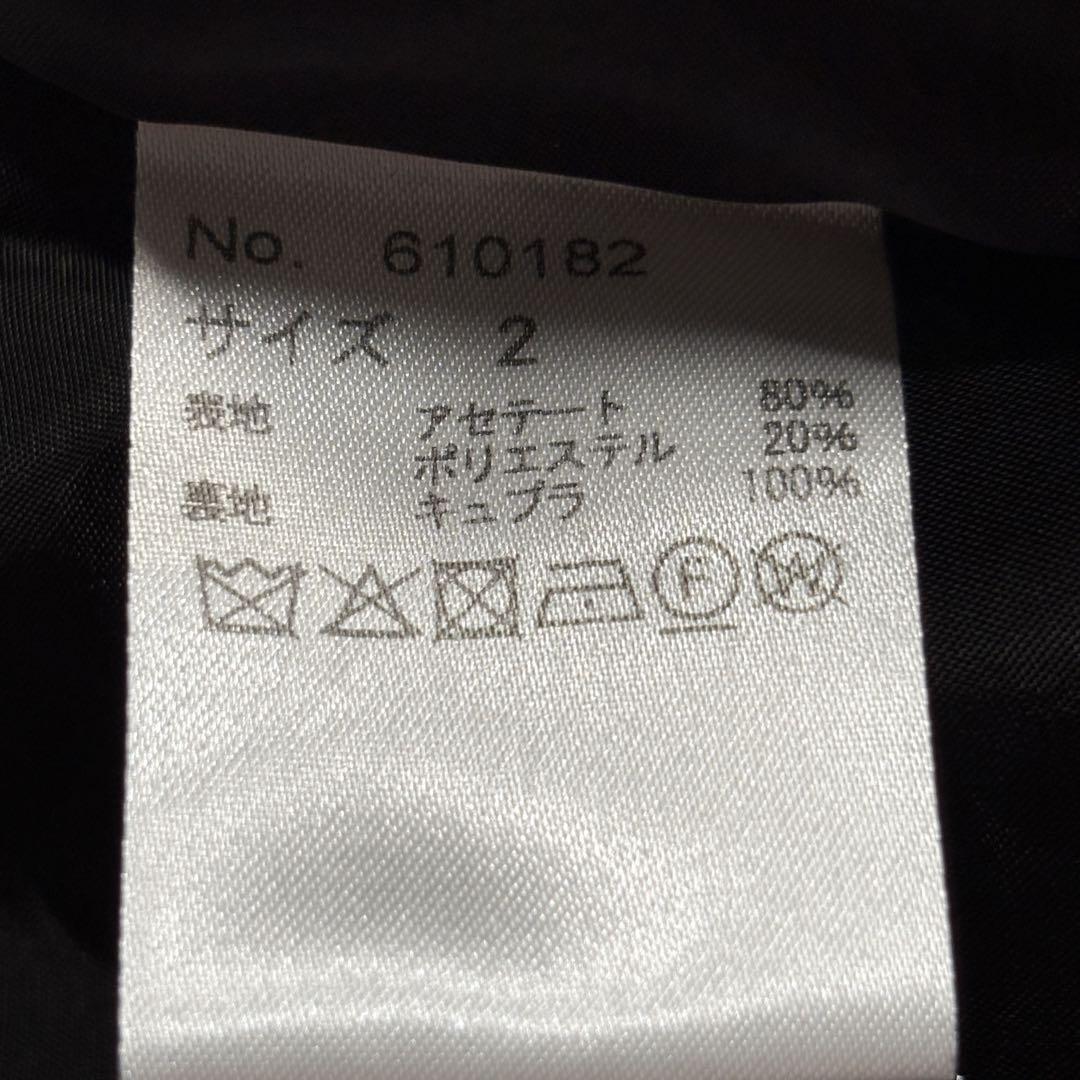 No. 610182
サイズ 2
表地 アセテート 80%
ポリエステル 20%
裏地 キュプラ 100%
F W